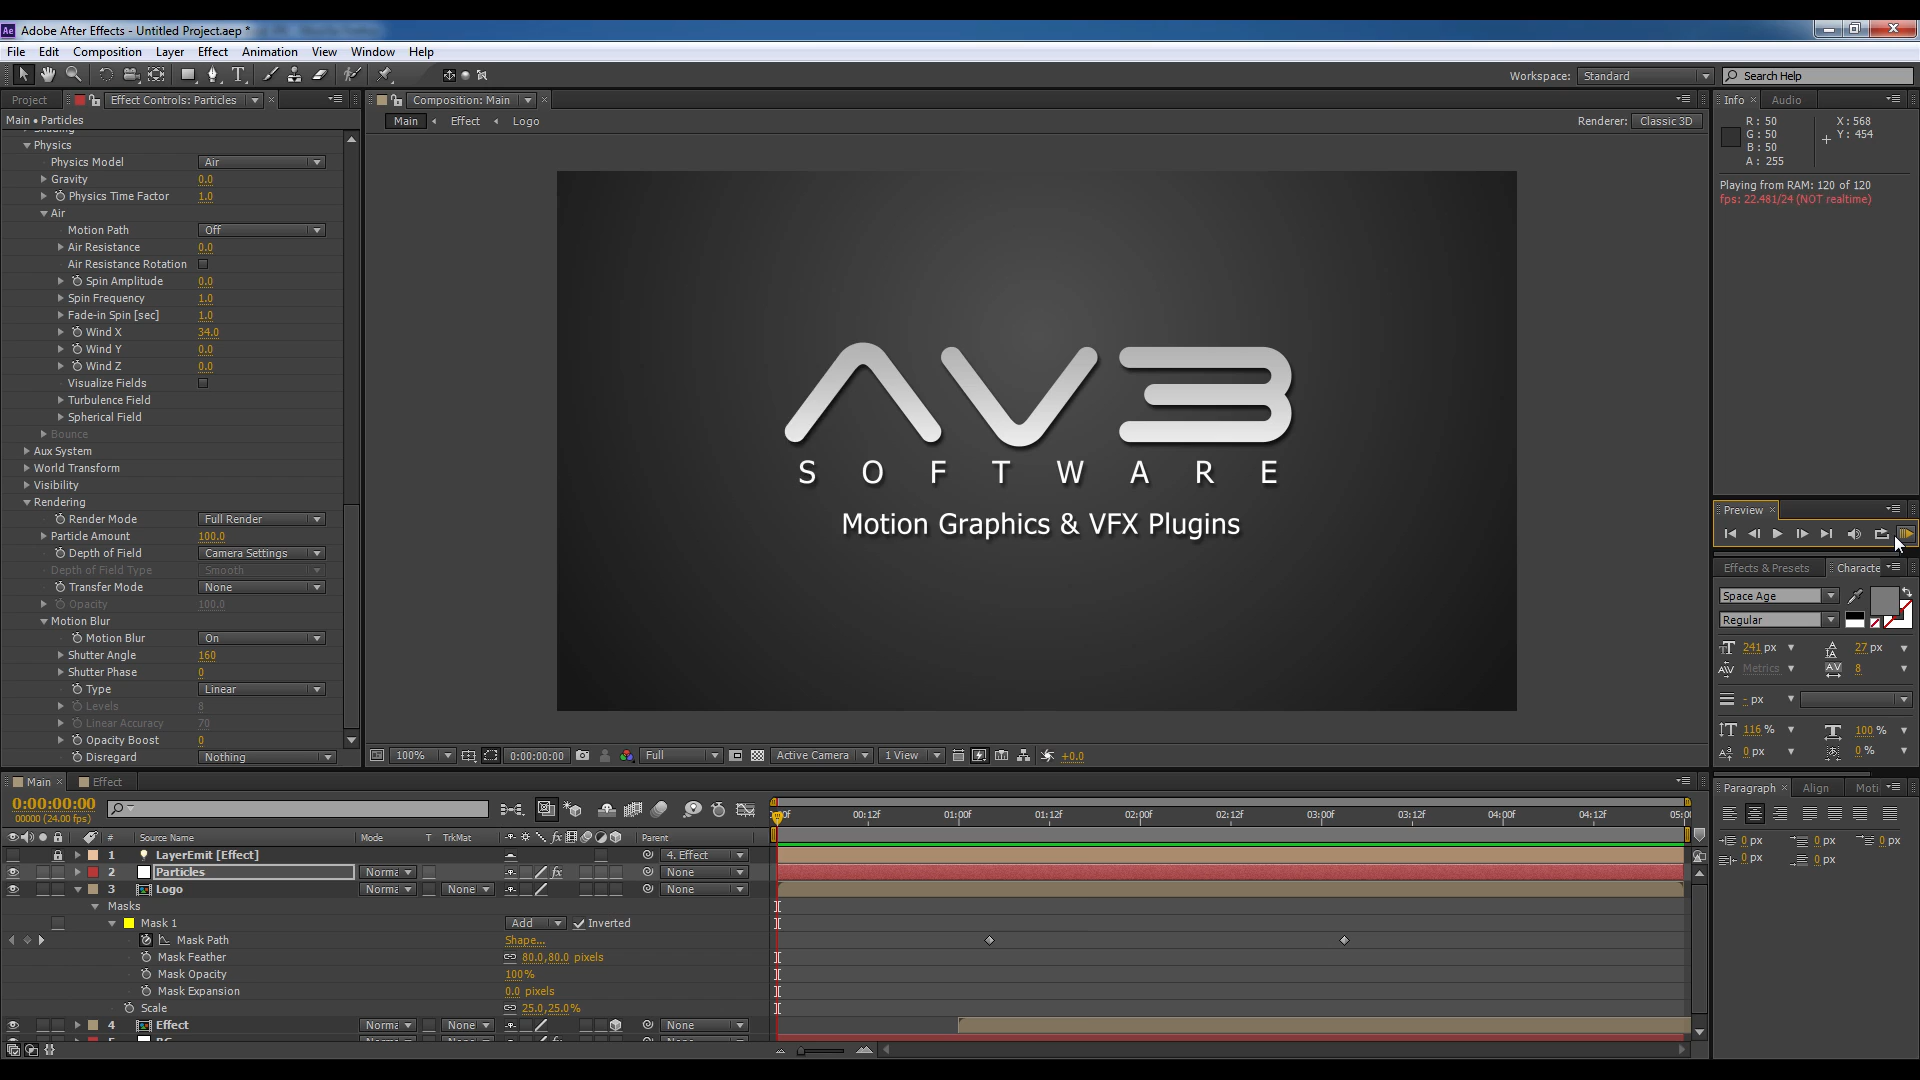 Adobe After Effects - Untitled Project.aep *
File Edit Composition Layer Effect Animation View Window Help
Workspace: Standard Search Help
Project Effect Controls: Particles
Composition: Main
Info Audio
Main • Particles
Main Effect Logo
Renderer: Classic 3D
R: 50
G: 50
B: 50
A: 255
X: 568
Y: 454
Playing from RAM: 120 of 120
fps: 22.481/24 (NOT realtime)
Physics
Physics Model Air
Gravity 0.0
Physics Time Factor 1.0
Air
Motion Path Off
Air Resistance 0.0
Air Resistance Rotation
Spin Amplitude 0.0
Spin Frequency 1.0
Fade-in Spin [sec] 1.0
Wind X 34.0
Wind Y 0.0
Wind Z 0.0
Visualize Fields
Turbulence Field
Spherical Field
Bounce
Aux System
World Transform
Visibility
Rendering
Render Mode Full Render
Particle Amount 100.0
Depth of Field Camera Settings
Depth of Field Type Smooth
Transfer Mode None
Opacity 100.0
Motion Blur
Motion Blur On
Shutter Angle 160
Shutter Phase 0
Type Linear
Levels 8
Linear Accuracy 70
Opacity Boost 0
Disregard Nothing
AV3
SOFTWARE
Motion Graphics & VFX Plugins
100% 0:00:00:00 Full Active Camera 1 View +0.0
Preview
Effects & Presets Characte
Space Age
Regular
241 px 27 px
Metrics 8
- px
116 % 100 %
0 px 0 %
Paragraph Align Moti
0 px 0 px 0 px
0 px 0 px
Main Effect
0:00:00:00
00000 (24.00 fps)
00:12f 01:00f 01:12f 02:00f 02:12f 03:00f 03:12f 04:00f 04:12f
# Source Name Mode T TrkMat Parent
1 LayerEmit [Effect] 4. Effect
2 Particles Norma None
3 Logo Norma None None
Masks
Mask 1 Add Inverted
Mask Path Shape...
Mask Feather 80.0,80.0 pixels
Mask Opacity 100%
Mask Expansion 0.0 pixels
Scale 25.0,25.0%
4 Effect Norma None None